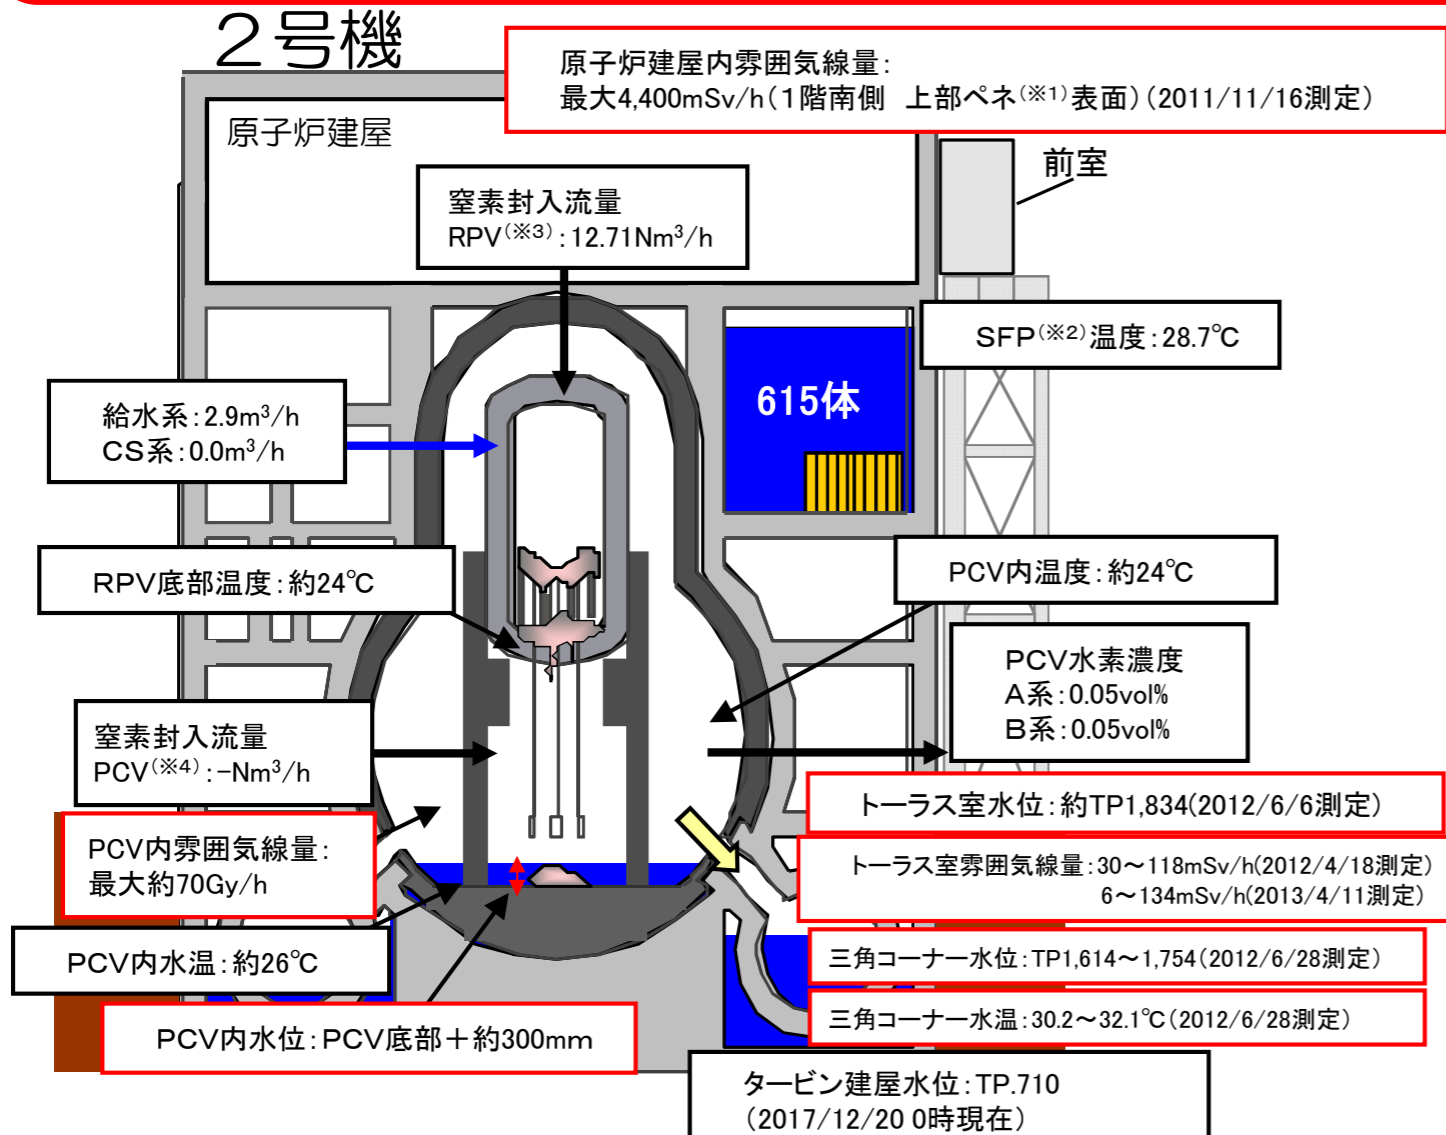 ２号機
原子炉建屋内雰囲気線量：
最大4,400mSv/h（１階南側　上部ペネ(※1)表面）（2011/11/16測定）
原子炉建屋
前室
窒素封入流量
RPV(※3)：12.71Nm³/h
SFP(※2)温度：28.7℃
615体
給水系：2.9m³/h
ＣＳ系：0.0m³/h
RPV底部温度：約24℃
PCV内温度：約24℃
ＰＣＶ水素濃度
Ａ系：0.05vol%
Ｂ系：0.05vol%
窒素封入流量
PCV(※4)：-Nm³/h
トーラス室水位：約TP1,834(2012/6/6測定)
PCV内雰囲気線量：
最大約70Gy/h
トーラス室雰囲気線量：30～118mSv/h(2012/4/18測定)
6～134mSv/h(2013/4/11測定)
PCV内水温：約26℃
三角コーナー水位：TP1,614～1,754（2012/6/28測定）
三角コーナー水温：30.2～32.1℃（2012/6/28測定）
PCV内水位：PCV底部＋約300mm
タービン建屋水位：TP.710
（2017/12/20 0時現在）